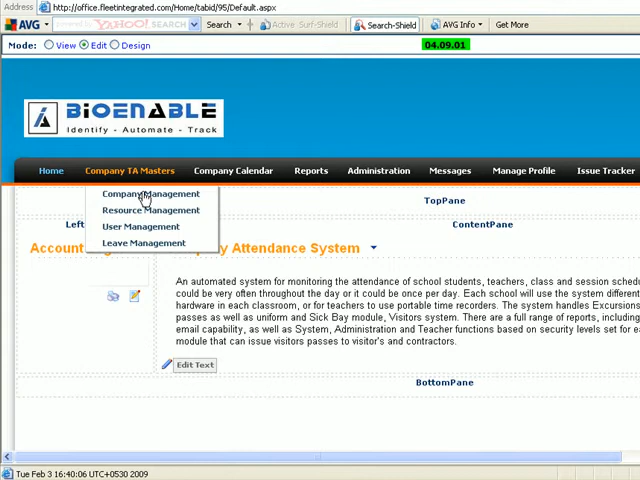 http://office.fleetintegrated.com/Home/tabid/95/Default.aspx
AVG powered by YAHOO! SEARCH Search Active Surf-Shield Search-Shield AVG Info Get More
Mode: View Edit Design 04.09.01
BiOENABLE
Identify - Automate - Track
Home Company TA Masters Company Calendar Reports Administration Messages Manage Profile Issue Tracker
Company Management
Resource Management
User Management
Leave Management
TopPane
Left
ContentPane
Account
y Attendance System
An automated system for monitoring the attendance of school students, teachers, class and session schedu
could be very often throughout the day or it could be once per day. Each school will use the system different
hardware in each classroom, or for teachers to use portable time recorders. The system handles Excursions
passes as well as uniform and Sick Bay module, Visitors system. There are a full range of reports, including
email capability, as well as System, Administration and Teacher functions based on security levels set for e
module that can issue visitors passes to visitor's and contractors.
Edit Text
BottomPane
Tue Feb 3 16:40:06 UTC+0530 2009